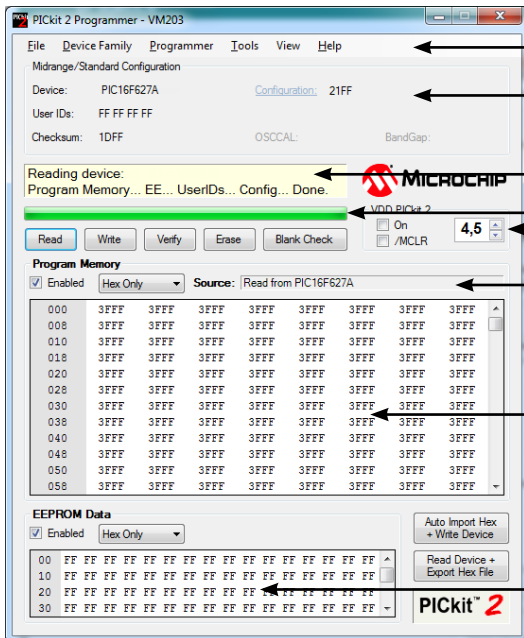 PICkit 2 Programmer - VM203
File Device Family Programmer Tools View Help
Midrange/Standard Configuration
Device: PIC16F627A Configuration: 21FF
User IDs: FF FF FF FF
Checksum: 1DFF OSCCAL: BandGap:
Reading device:
Program Memory... EE... UserIDs... Config... Done.
MICROCHIP
VDD PICkit 2
On
/MCLR
4,5
Read Write Verify Erase Blank Check
Program Memory
Enabled Hex Only Source: Read from PIC16F627A
000 3FFF 3FFF 3FFF 3FFF 3FFF 3FFF 3FFF 3FFF
008 3FFF 3FFF 3FFF 3FFF 3FFF 3FFF 3FFF 3FFF
010 3FFF 3FFF 3FFF 3FFF 3FFF 3FFF 3FFF 3FFF
018 3FFF 3FFF 3FFF 3FFF 3FFF 3FFF 3FFF 3FFF
020 3FFF 3FFF 3FFF 3FFF 3FFF 3FFF 3FFF 3FFF
028 3FFF 3FFF 3FFF 3FFF 3FFF 3FFF 3FFF 3FFF
030 3FFF 3FFF 3FFF 3FFF 3FFF 3FFF 3FFF 3FFF
038 3FFF 3FFF 3FFF 3FFF 3FFF 3FFF 3FFF 3FFF
040 3FFF 3FFF 3FFF 3FFF 3FFF 3FFF 3FFF 3FFF
048 3FFF 3FFF 3FFF 3FFF 3FFF 3FFF 3FFF 3FFF
050 3FFF 3FFF 3FFF 3FFF 3FFF 3FFF 3FFF 3FFF
058 3FFF 3FFF 3FFF 3FFF 3FFF 3FFF 3FFF 3FFF
EEPROM Data
Enabled Hex Only
00 FF FF FF FF FF FF FF FF FF FF FF FF FF FF FF FF
10 FF FF FF FF FF FF FF FF FF FF FF FF FF FF FF FF
20 FF FF FF FF FF FF FF FF FF FF FF FF FF FF FF FF
30 FF FF FF FF FF FF FF FF FF FF FF FF FF FF FF FF
Auto Import Hex
+ Write Device
Read Device +
Export Hex File
PICkit™ 2